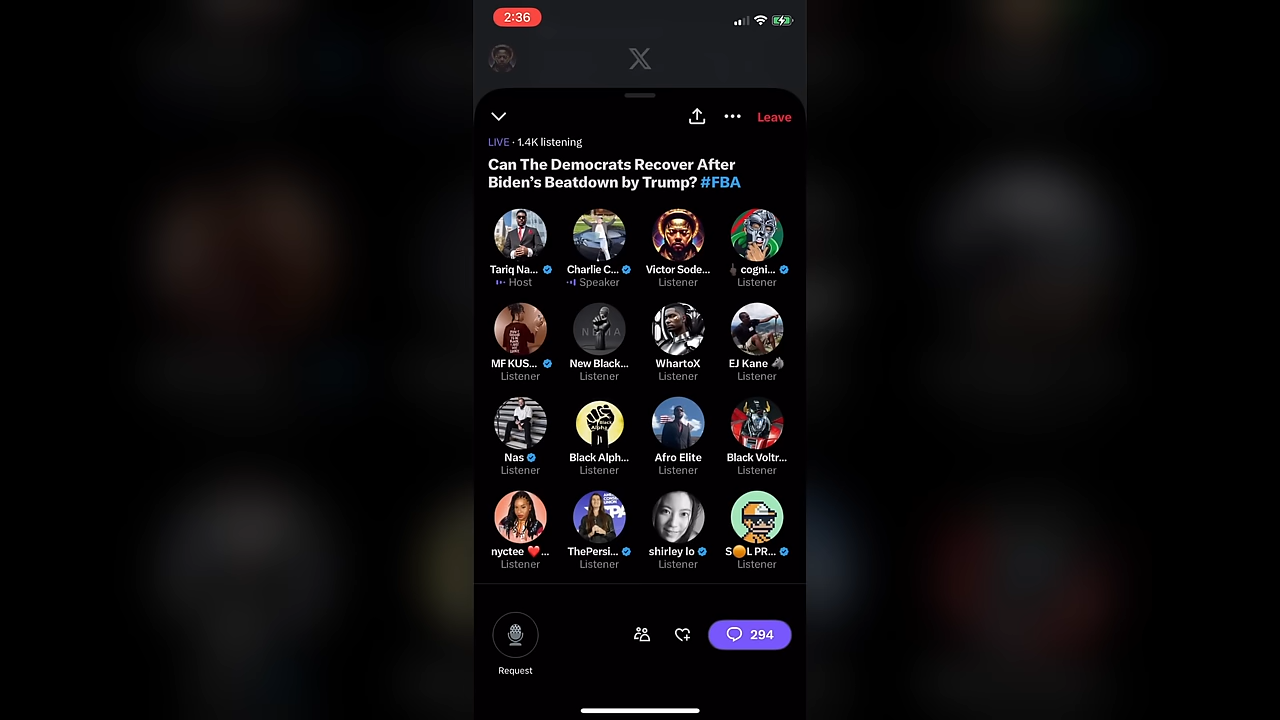 2:36
X
Leave
LIVE · 1.4K listening
Can The Democrats Recover After
Biden’s Beatdown by Trump? #FBA
Tariq Na... Charlie C... Victor Sode... cogni...
Host Speaker Listener Listener
MF KUS... New Black... WhartoX EJ Kane
Listener Listener Listener Listener
Nas Black Alph... Afro Elite Black Voltr...
Listener Listener Listener Listener
nyctee ❤️... ThePersi... shirley lo S🟠L PR...
Listener Listener Listener Listener
294
Request